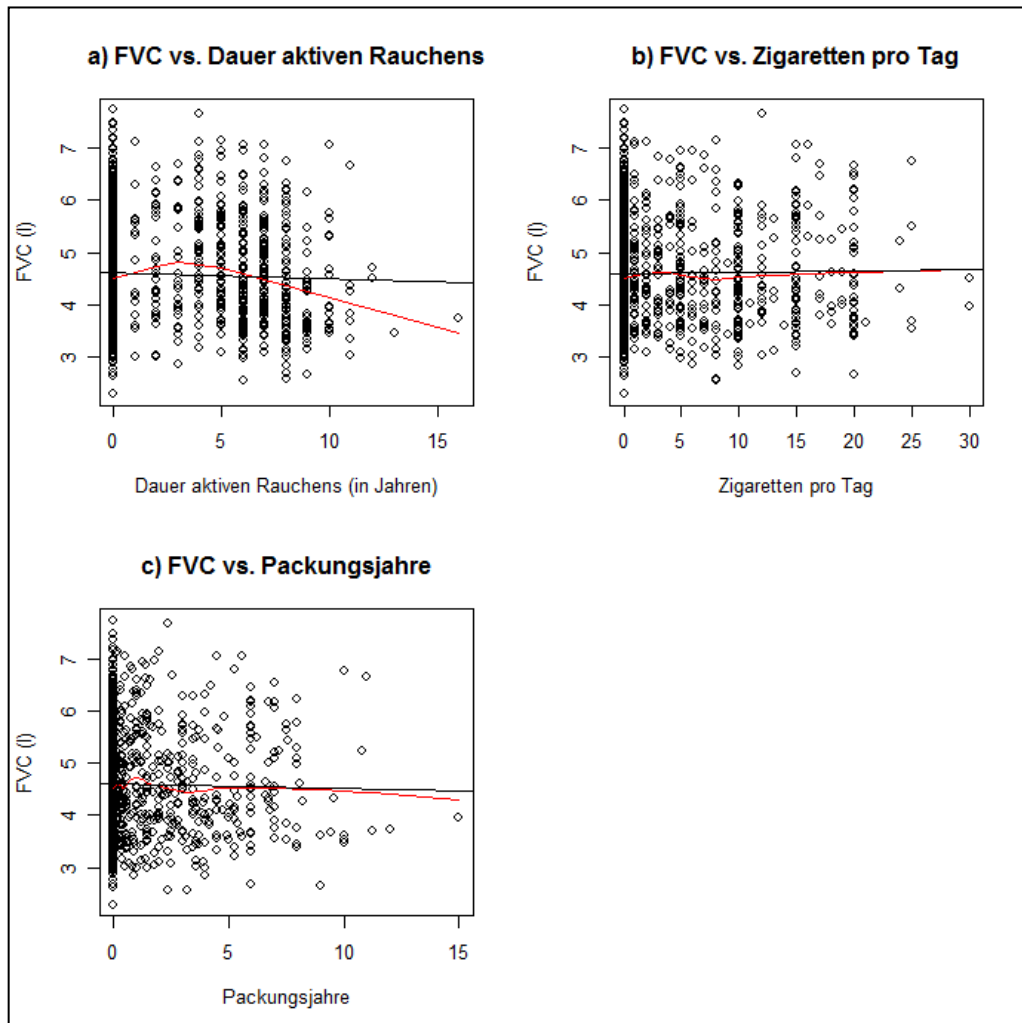 a) FVC vs. Dauer aktiven Rauchens
FVC (l)
7
6
5
4
3
0 5 10 15
Dauer aktiven Rauchens (in Jahren)
b) FVC vs. Zigaretten pro Tag
FVC (l)
7
6
5
4
3
0 5 10 15 20 25 30
Zigaretten pro Tag
c) FVC vs. Packungsjahre
FVC (l)
7
6
5
4
3
0 5 10 15
Packungsjahre